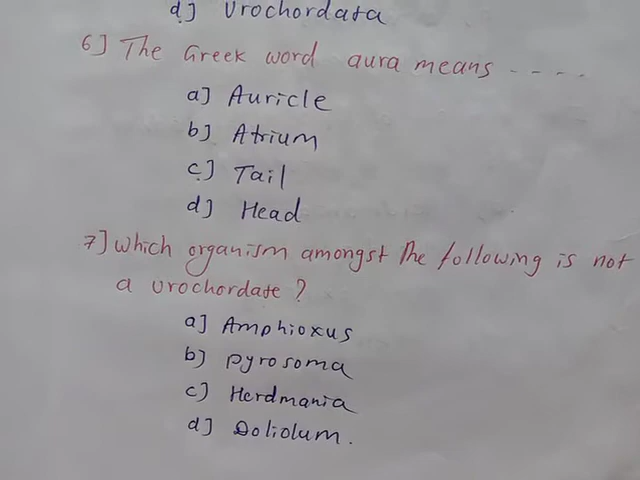 d] Urochordata
6] The Greek word aura means -----
a] Auricle
b] Atrium
c] Tail
d] Head
7] Which organism amongst the following is not
a urochordate ?
a] Amphioxus
b] Pyrosoma
c] Herdmania
d] Doliolum.